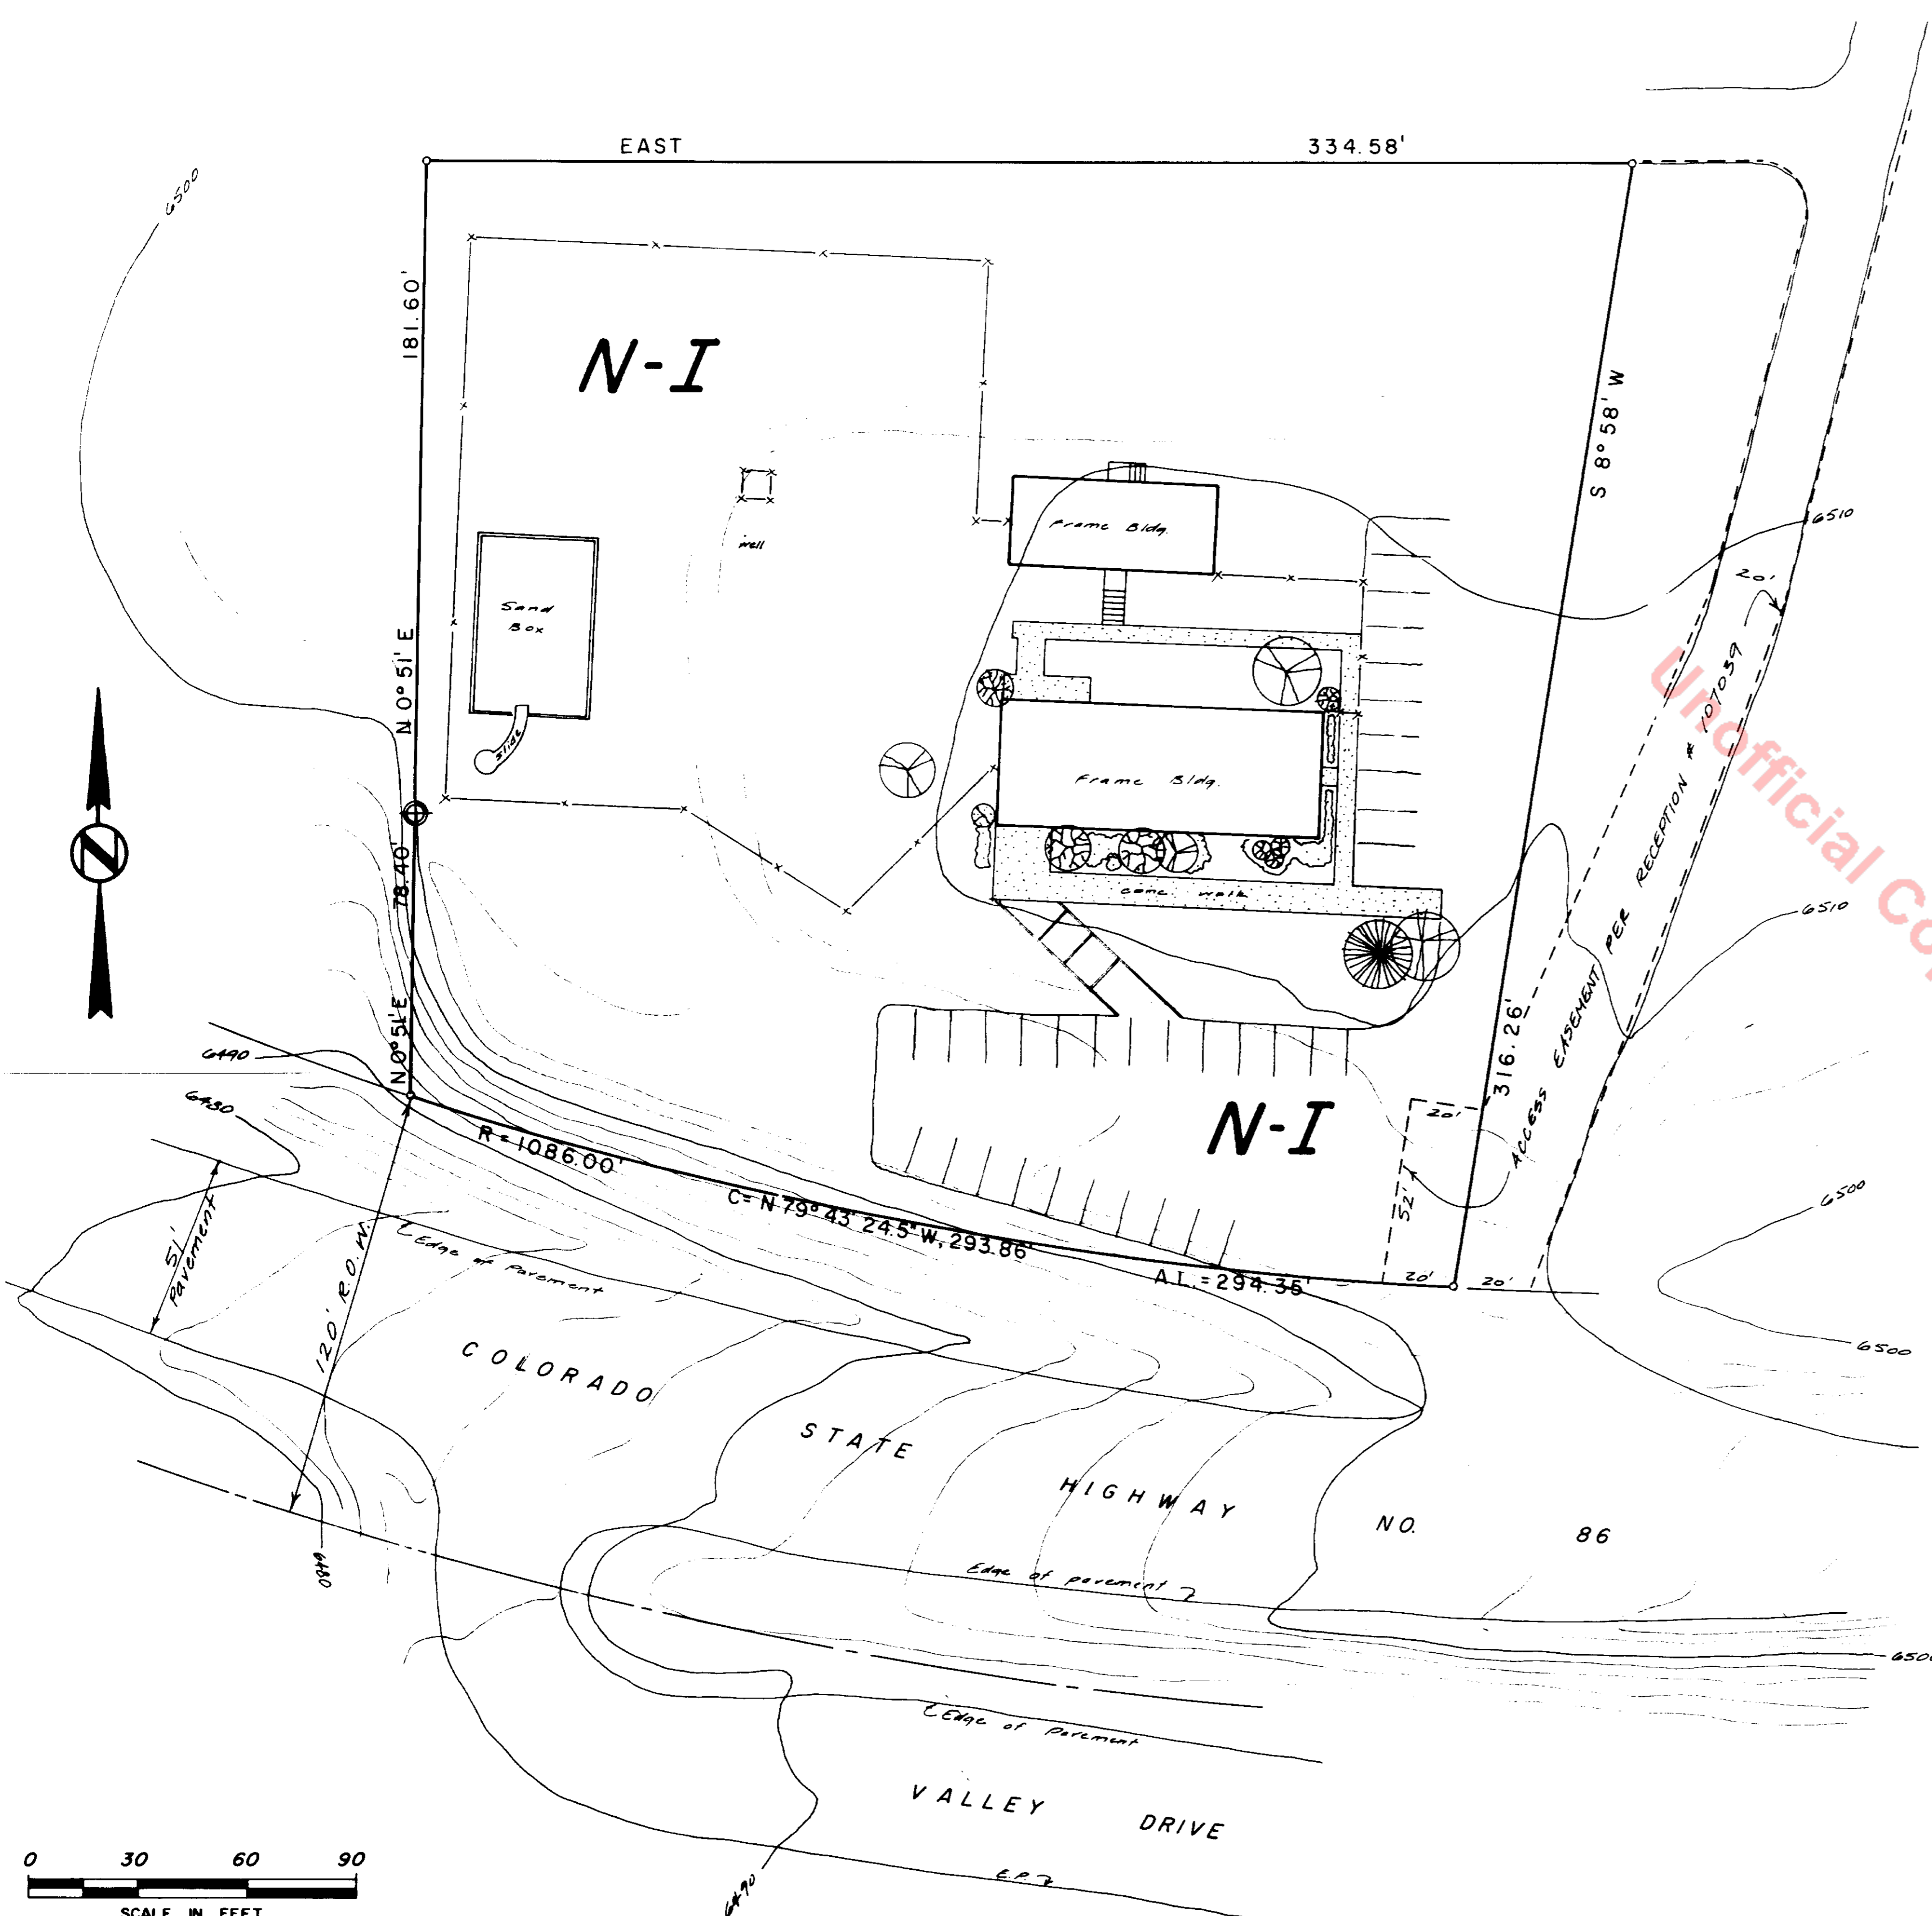 EAST 334.58'
6500
181.60'
N-I
S 8° 58' W
Frame Bldg.
6510
well
20'
Sand
Box
N 0° 51' E
Slide
Frame Bldg.
N
78.40'
conc. walk
6510
ACCESS EASEMENT PER RECEPTION # 107039
Unofficial Co
316.26'
N 0° 51' E
6490
6480
N-I
20'
52'
R = 1086.00'
C = N 79° 43' 24.5" W, 293.86'
A.L. = 294.36'
20' 20'
6500
6500
51'
Pavement
120' R.O.W.
Edge of Pavement
COLORADO STATE HIGHWAY NO. 86
6480
Edge of pavement
6500
Edge of Pavement
VALLEY DRIVE
E.P.
6490
0 30 60 90
SCALE IN FEET